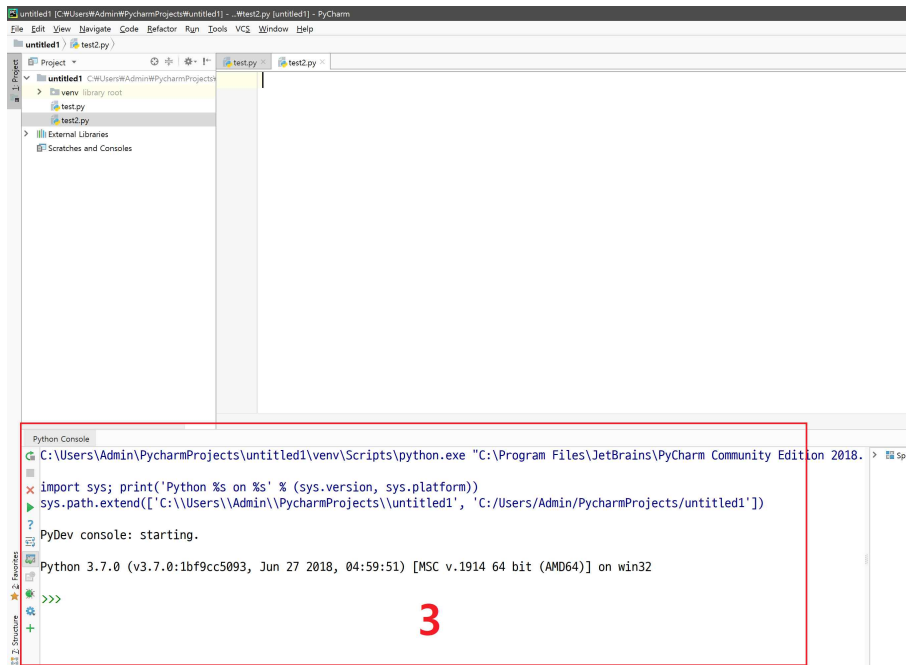 untitled1 [C:₩Users₩Admin₩PycharmProjects₩untitled1] - ...₩test2.py [untitled1] - PyCharm
File Edit View Navigate Code Refactor Run Tools VCS Window Help
untitled1 test2.py
1: Project
Project
test.py
test2.py
untitled1 C:₩Users₩Admin₩PycharmProjects₩
venv library root
test.py
test2.py
External Libraries
Scratches and Consoles
Python Console
C:\Users\Admin\PycharmProjects\untitled1\venv\Scripts\python.exe "C:\Program Files\JetBrains\PyCharm Community Edition 2018.
Sp
import sys; print('Python %s on %s' % (sys.version, sys.platform))
sys.path.extend(['C:\\Users\\Admin\\PycharmProjects\\untitled1', 'C:/Users/Admin/PycharmProjects/untitled1'])
PyDev console: starting.
Python 3.7.0 (v3.7.0:1bf9cc5093, Jun 27 2018, 04:59:51) [MSC v.1914 64 bit (AMD64)] on win32
>>>
3
2: Favorites
7: Structure